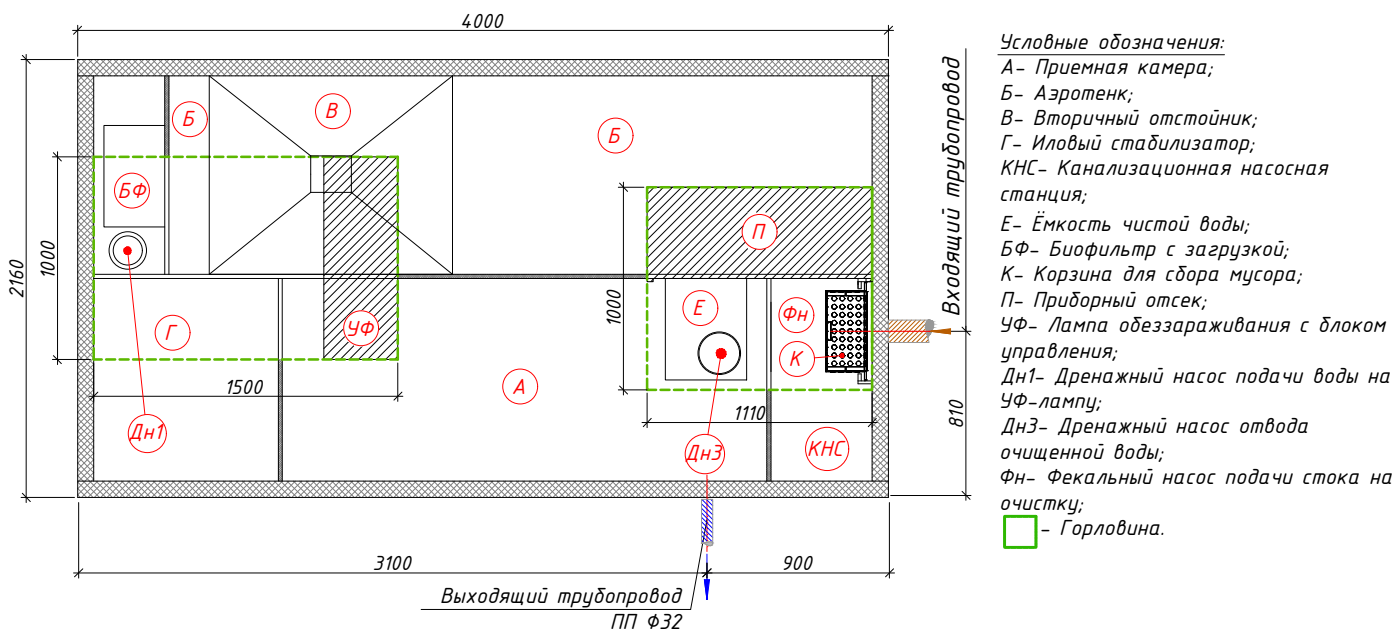 4000
Условные обозначения:
А- Приемная камера;
Б- Аэротенк;
В- Вторичный отстойник;
Г- Иловый стабилизатор;
КНС- Канализационная насосная
станция;
Е- Ёмкость чистой воды;
БФ- Биофильтр с загрузкой;
К- Корзина для сбора мусора;
П- Приборный отсек;
УФ- Лампа обеззараживания с блоком
управления;
Дн1- Дренажный насос подачи воды на
УФ-лампу;
Дн3- Дренажный насос отвода
очищенной воды;
Фн- Фекальный насос подачи стока на
очистку;
- Горловина.
Входящий трубопровод
2160
1000
Б
В
Б
БФ
П
1000
Е
Фн
Г
УФ
К
1500
А
1110
810
Дн1
Дн3
КНС
3100
900
Выходящий трубопровод
ПП Ф32